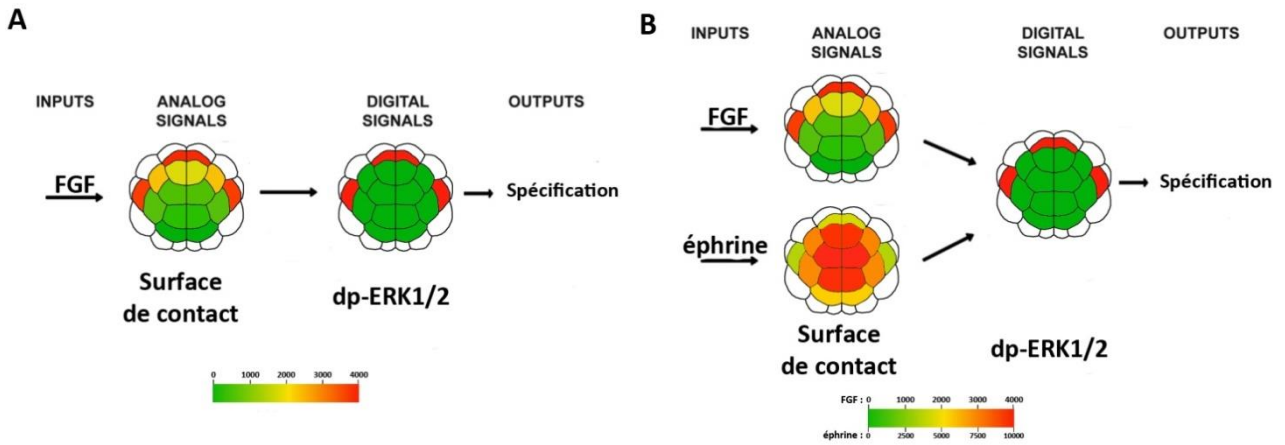 A
INPUTS ANALOG SIGNALS DIGITAL SIGNALS OUTPUTS
FGF
Spécification
Surface
de contact
dp-ERK1/2
0 1000 2000 3000 4000
B
INPUTS ANALOG SIGNALS DIGITAL SIGNALS OUTPUTS
FGF
Spécification
éphrine
Surface
de contact
dp-ERK1/2
FGF : 0 1000 2000 3000 4000
éphrine : 0 2500 5000 7500 10000